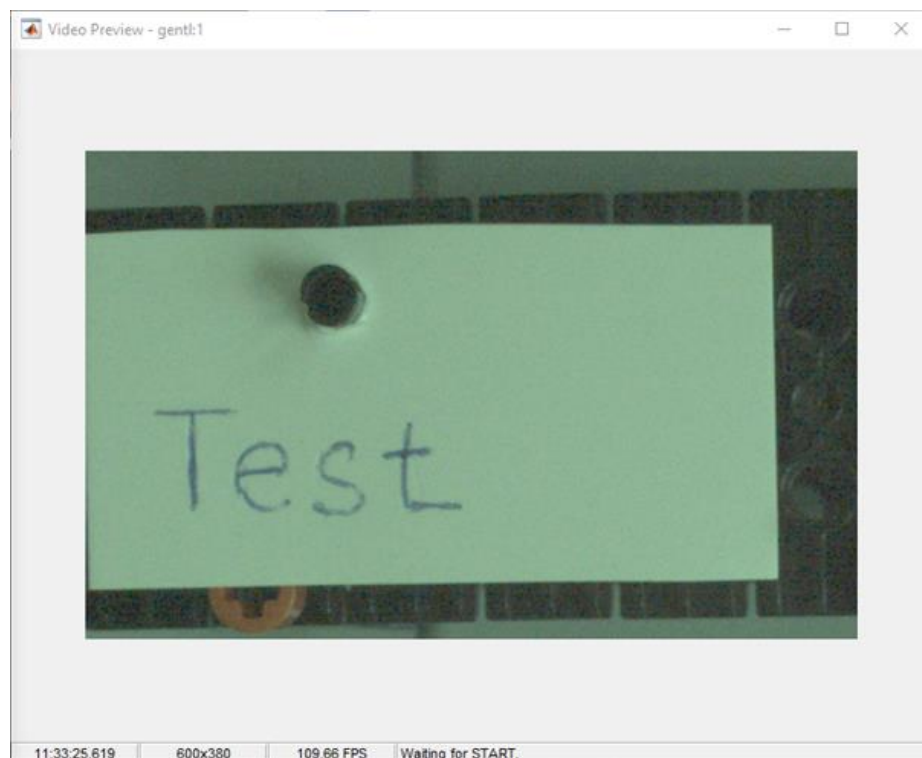 Video Preview - gentl:1
Test
11:33:25.619 600x380 109.66 FPS Waiting for START.